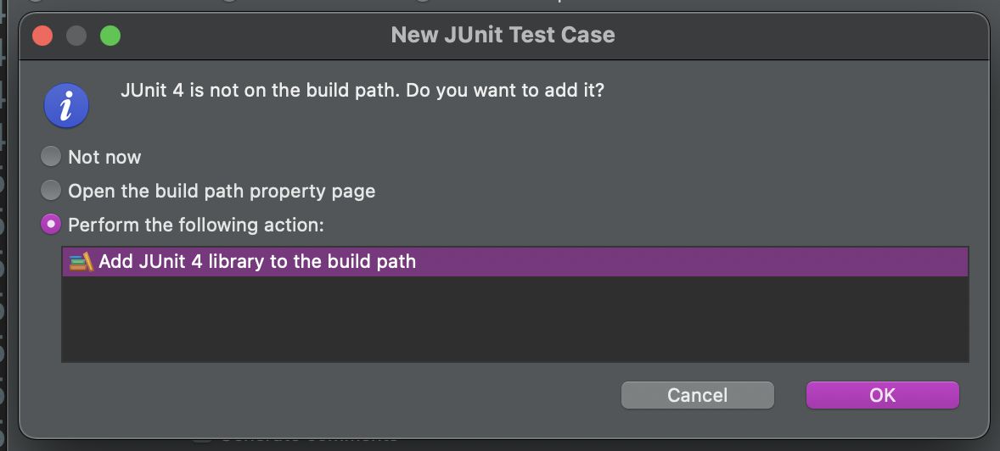 New JUnit Test Case
JUnit 4 is not on the build path. Do you want to add it?
Not now
Open the build path property page
Perform the following action:
Add JUnit 4 library to the build path
Cancel
OK